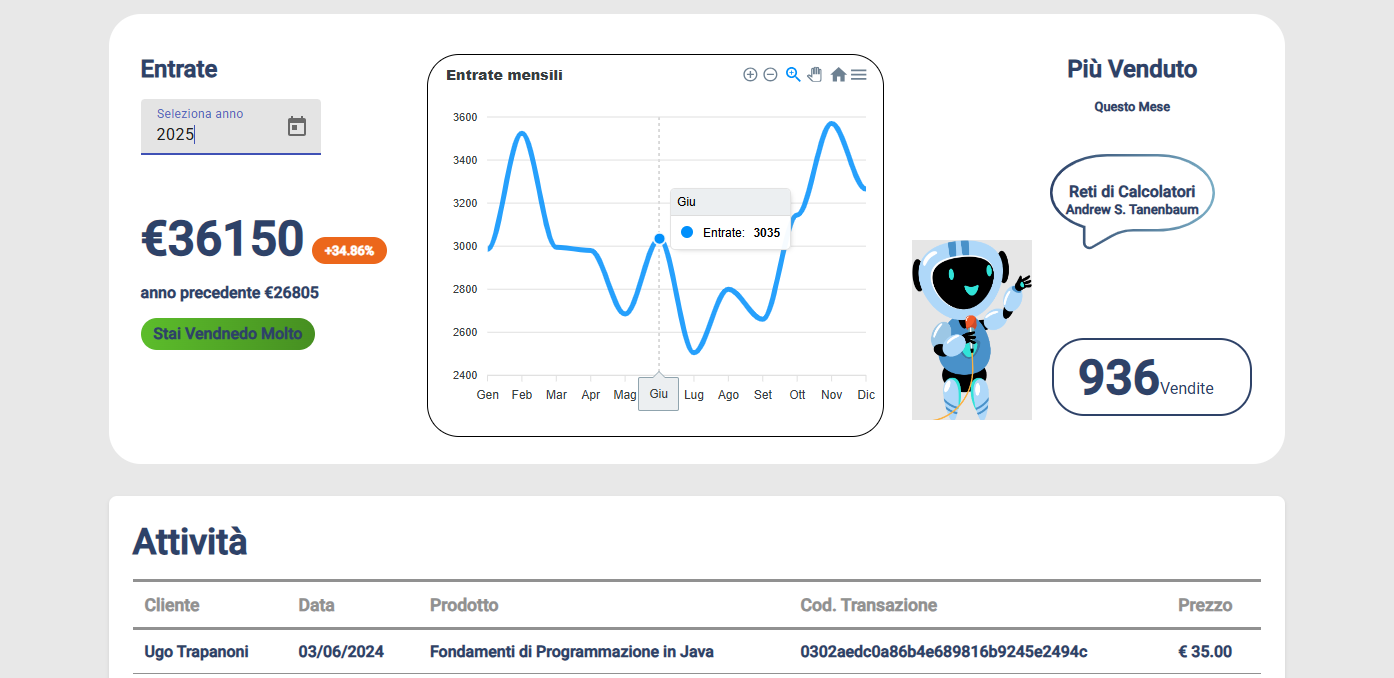 Entrate
Seleziona anno
2025
€36150 +34.86%
anno precedente €26805
Stai Vendnedo Molto
Entrate mensili
3600
3400
3200
3000
2800
2600
2400
Giu
Entrate: 3035
Gen Feb Mar Apr Mag Giu Lug Ago Set Ott Nov Dic
Più Venduto
Questo Mese
Reti di Calcolatori
Andrew S. Tanenbaum
936 Vendite
Attività
Cliente Data Prodotto Cod. Transazione Prezzo
Ugo Trapanoni 03/06/2024 Fondamenti di Programmazione in Java 0302aedc0a86b4e689816b9245e2494c € 35.00